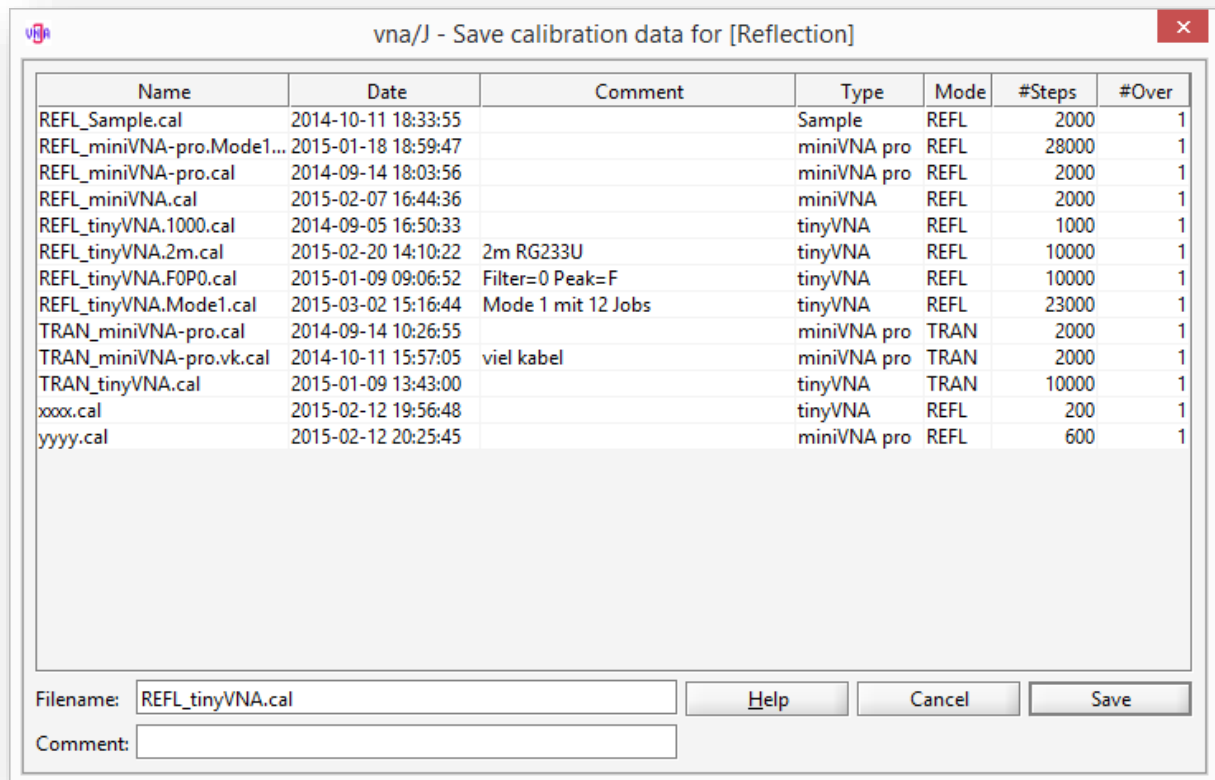 VNA
vna/J - Save calibration data for [Reflection]
Name Date Comment Type Mode #Steps #Over
REFL_Sample.cal 2014-10-11 18:33:55 Sample REFL 2000 1
REFL_miniVNA-pro.Mode1... 2015-01-18 18:59:47 miniVNA pro REFL 28000 1
REFL_miniVNA-pro.cal 2014-09-14 18:03:56 miniVNA pro REFL 2000 1
REFL_miniVNA.cal 2015-02-07 16:44:36 miniVNA REFL 2000 1
REFL_tinyVNA.1000.cal 2014-09-05 16:50:33 tinyVNA REFL 1000 1
REFL_tinyVNA.2m.cal 2015-02-20 14:10:22 2m RG233U tinyVNA REFL 10000 1
REFL_tinyVNA.F0P0.cal 2015-01-09 09:06:52 Filter=0 Peak=F tinyVNA REFL 10000 1
REFL_tinyVNA.Mode1.cal 2015-03-02 15:16:44 Mode 1 mit 12 Jobs tinyVNA REFL 23000 1
TRAN_miniVNA-pro.cal 2014-09-14 10:26:55 miniVNA pro TRAN 2000 1
TRAN_miniVNA-pro.vk.cal 2014-10-11 15:57:05 viel kabel miniVNA pro TRAN 2000 1
TRAN_tinyVNA.cal 2015-01-09 13:43:00 tinyVNA TRAN 10000 1
xxxx.cal 2015-02-12 19:56:48 tinyVNA REFL 200 1
yyyy.cal 2015-02-12 20:25:45 miniVNA pro REFL 600 1
Filename: REFL_tinyVNA.cal Help Cancel Save
Comment: